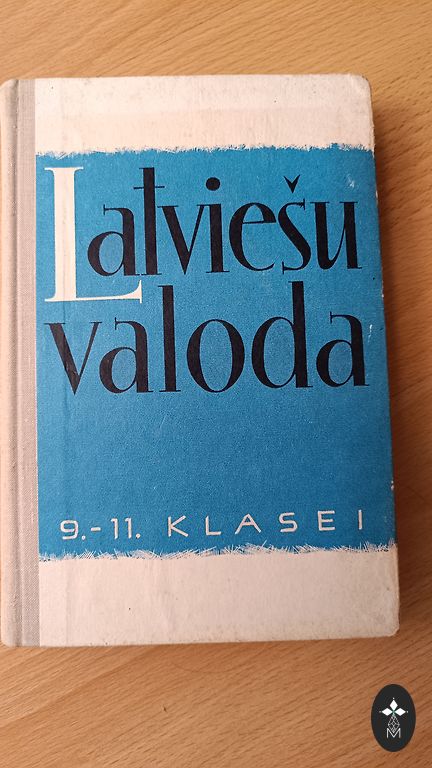 Latviešu
valoda
9.-11. KLASEI